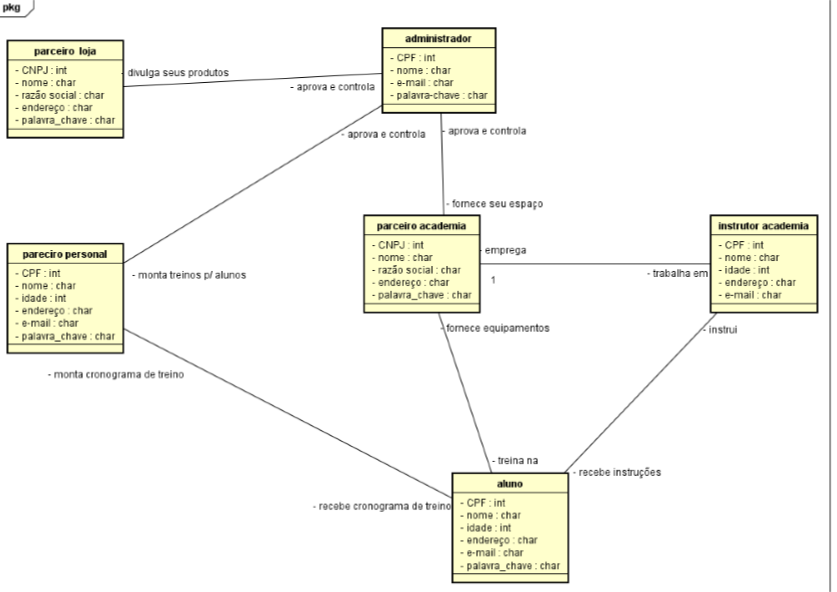 pkg
administrador
- CPF : int
- nome : char
- e-mail : char
- palavra-chave : char
parceiro loja
- CNPJ : int
- nome : char
- razão social : char
- endereço : char
- palavra_chave : char
- divulga seus produtos
- aprova e controla
- aprova e controla
- aprova e controla
- fornece seu espaço
parceiro academia
- CNPJ : int
- nome : char
- razão social : char
- endereço : char
- palavra_chave : char
- emprega
1
- trabalha em
instrutor academia
- CPF : int
- nome : char
- idade : int
- endereço : char
- e-mail : char
pareciro personal
- CPF : int
- nome : char
- idade : int
- endereço : char
- e-mail : char
- palavra_chave : char
- monta treinos p/ alunos
- fornece equipamentos
- instrui
- monta cronograma de treino
- treina na
- recebe instruções
- recebe cronograma de treino
aluno
- CPF : int
- nome : char
- idade : int
- endereço : char
- e-mail : char
- palavra_chave : char